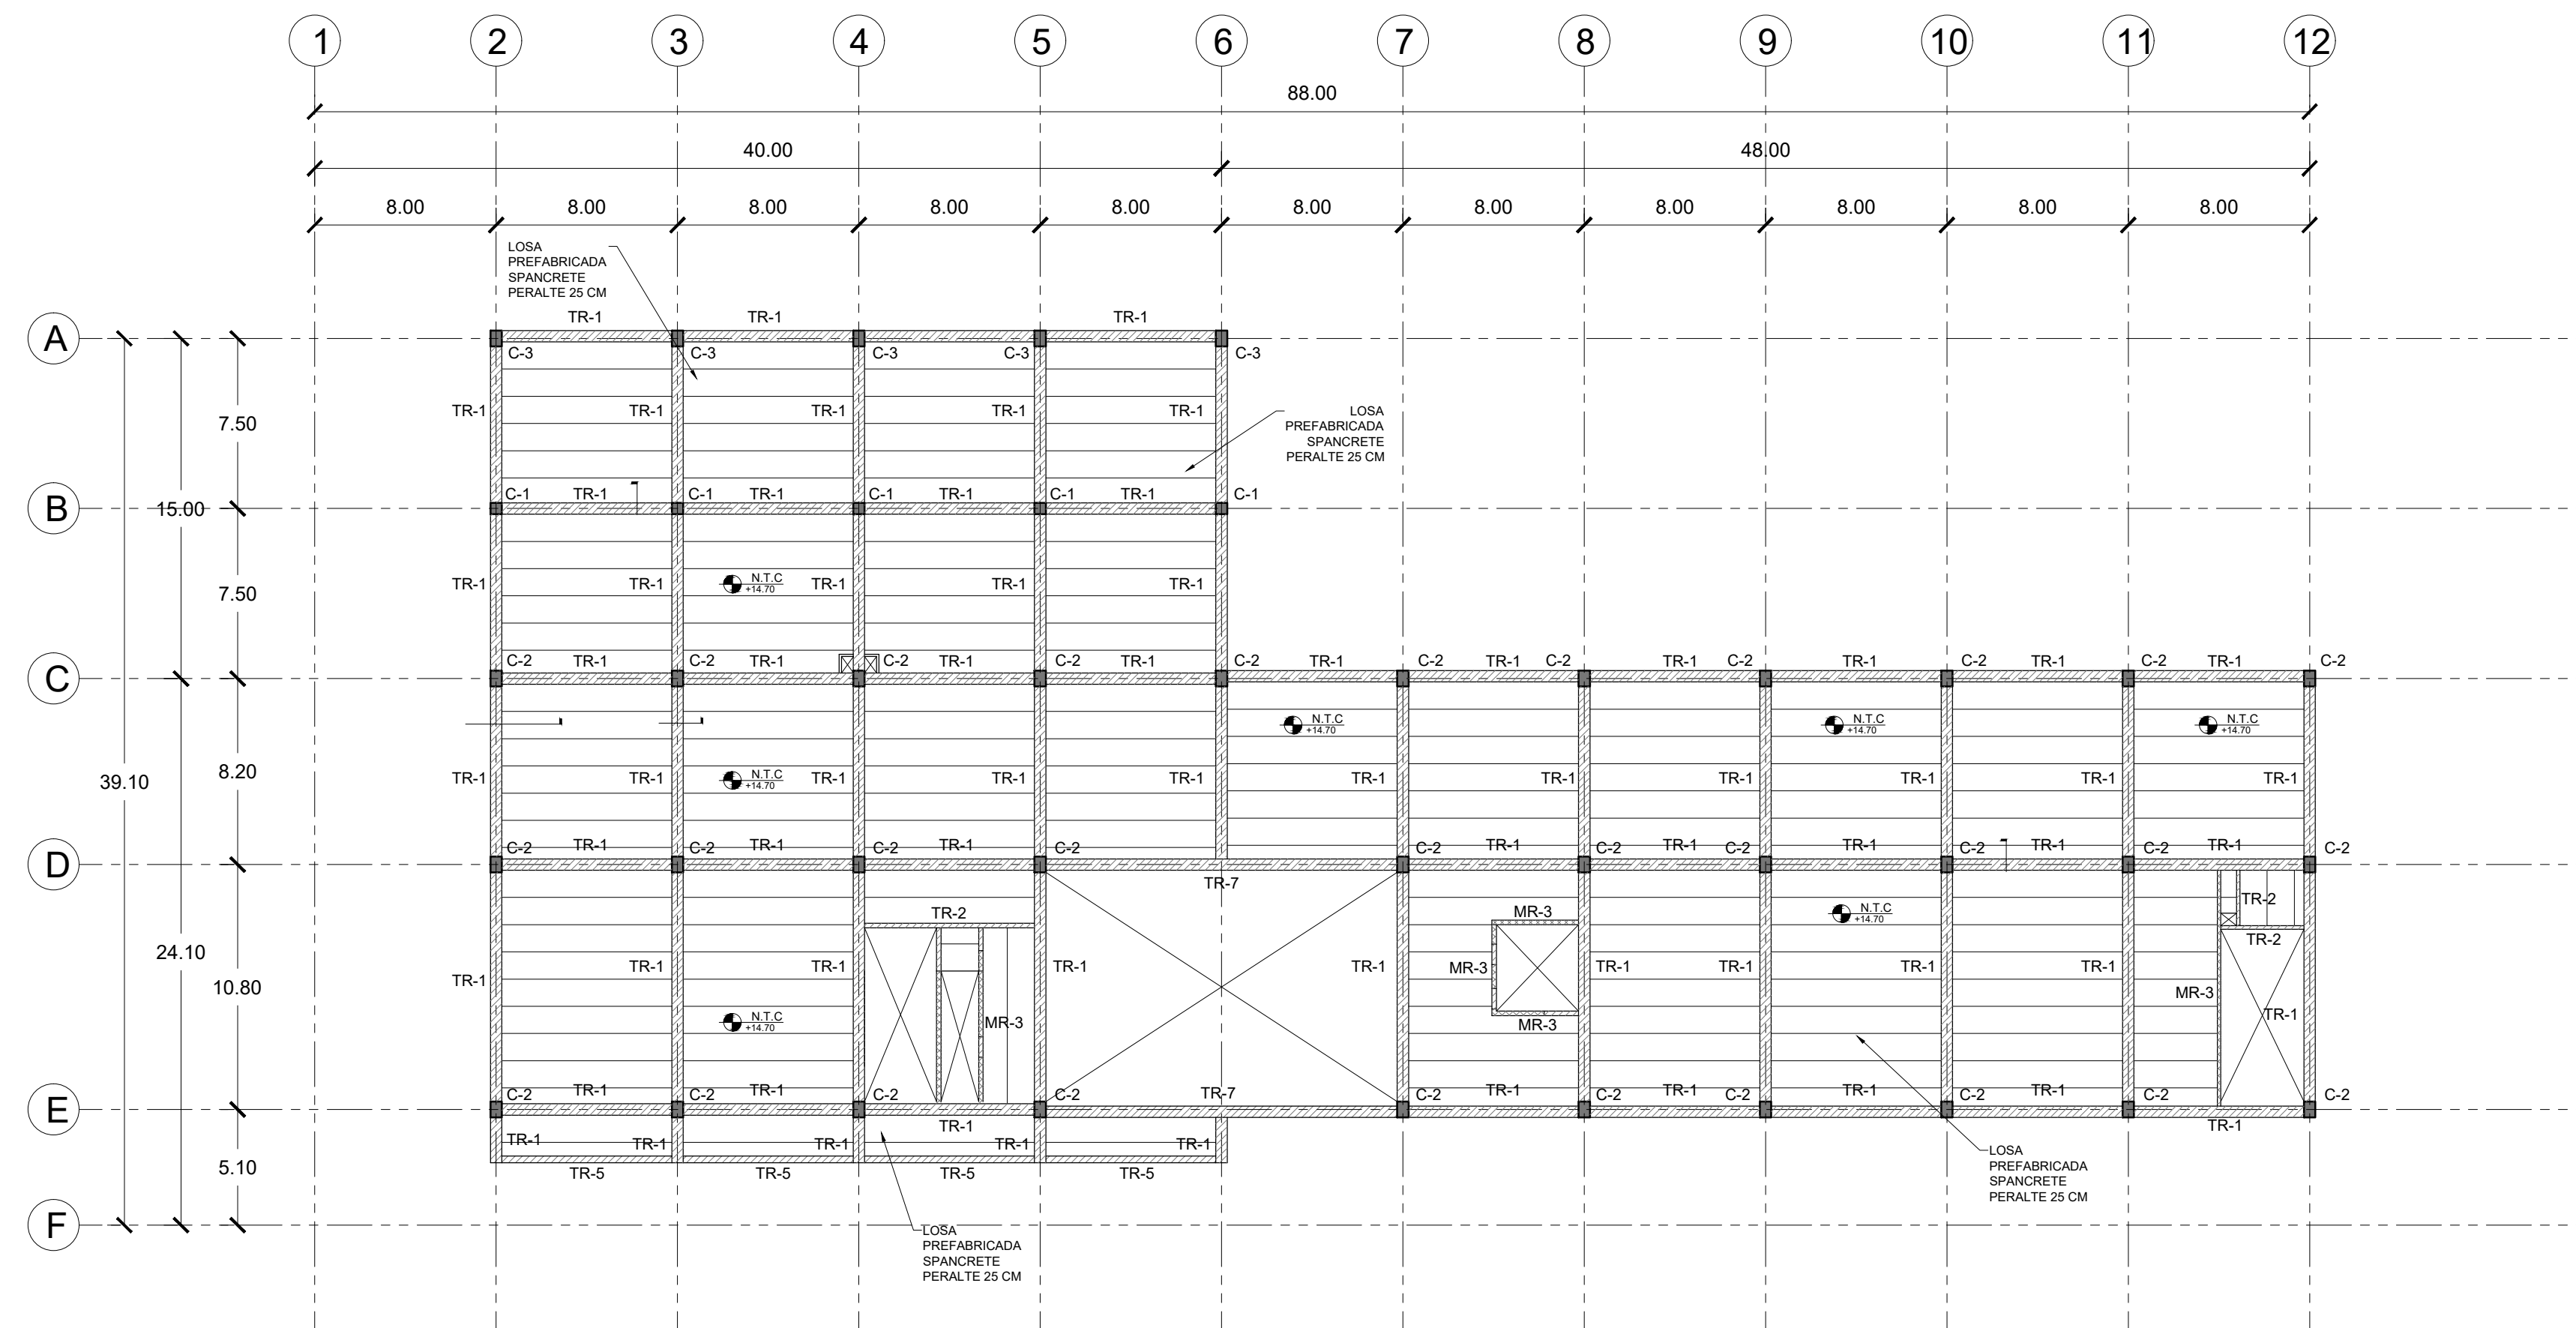 1 2 3 4 5 6 7 8 9 10 11 12
88.00
40.00 48.00
8.00 8.00 8.00 8.00 8.00 8.00 8.00 8.00 8.00 8.00 8.00
LOSA
PREFABRICADA
SPANCRETE
PERALTE 25 CM
TR-1 TR-1 TR-1
A
C-3 C-3 C-3 C-3 C-3
TR-1 TR-1 TR-1 TR-1 TR-1
7.50
LOSA
PREFABRICADA
SPANCRETE
PERALTE 25 CM
C-1 TR-1 C-1 TR-1 C-1 TR-1 C-1 TR-1 C-1
B
15.00
TR-1 TR-1 N.T.C TR-1 TR-1 TR-1
+14.70
7.50
C-2 TR-1 C-2 TR-1 C-2 TR-1 C-2 TR-1 C-2 TR-1 C-2 TR-1 C-2 TR-1 C-2 TR-1 C-2 TR-1 C-2 TR-1 C-2
C
N.T.C N.T.C N.T.C
+14.70 +14.70 +14.70
39.10
8.20
TR-1 TR-1 N.T.C TR-1 TR-1 TR-1 TR-1 TR-1 TR-1 TR-1 TR-1 TR-1
+14.70
C-2 TR-1 C-2 TR-1 C-2 TR-1 C-2 C-2 TR-1 C-2 TR-1 C-2 TR-1 C-2 TR-1 C-2 TR-1 C-2
D
TR-7
TR-2 MR-3 N.T.C TR-2
+14.70
TR-2
24.10
10.80
TR-1 TR-1 TR-1 TR-1 TR-1 MR-3 TR-1 TR-1 TR-1 TR-1
MR-3
N.T.C MR-3 MR-3 TR-1
+14.70
C-2 TR-1 C-2 TR-1 C-2 C-2 TR-7 C-2 TR-1 C-2 TR-1 C-2 TR-1 C-2 TR-1 C-2 C-2
E
TR-1 TR-1
TR-1 TR-1 TR-1 TR-1 TR-1
5.10
TR-5 TR-5 TR-5 TR-5
LOSA
PREFABRICADA
SPANCRETE
PERALTE 25 CM
F
LOSA
PREFABRICADA
SPANCRETE
PERALTE 25 CM